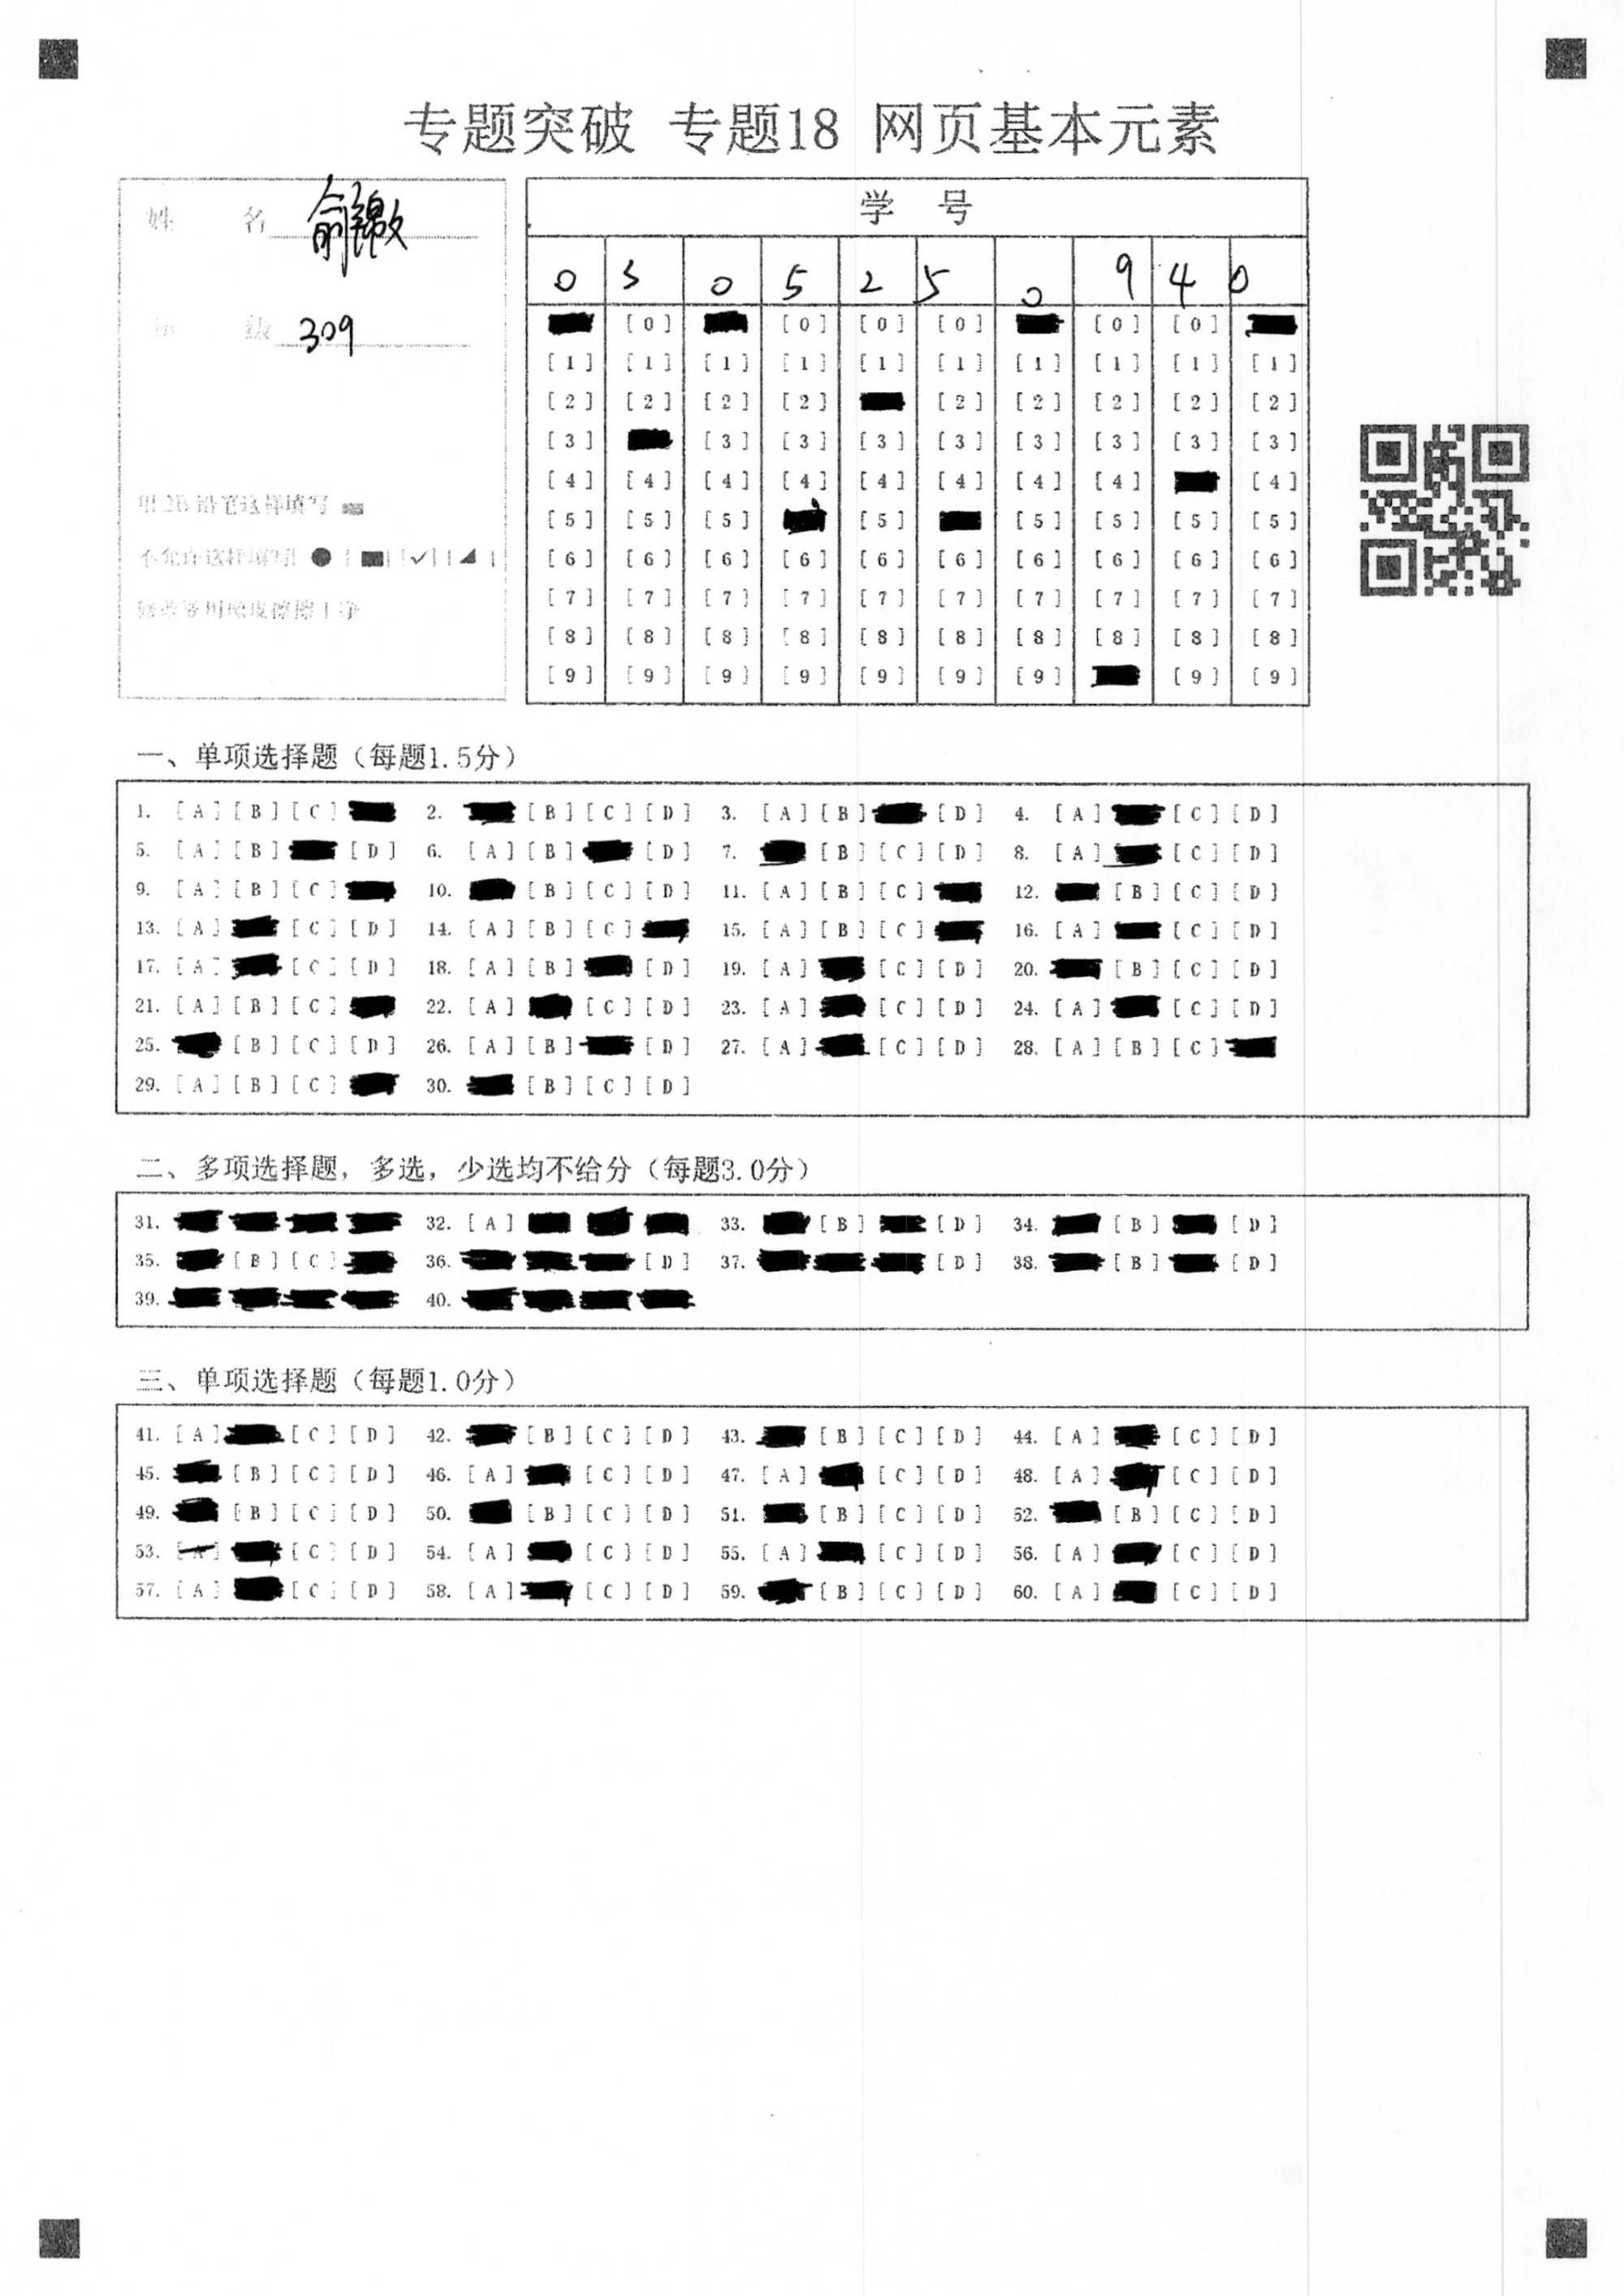 专题突破 专题18 网页基本元素
姓 名
级 309
用2B铅笔这样填写
不允许这样填写!
修改要用橡皮擦擦干净
学 号
0 3 0 5 2 5 0 9 4 0
[0] [0] [0] [0] [0] [0]
[1] [1] [1] [1] [1] [1] [1] [1] [1] [1]
[2] [2] [2] [2] [2] [2] [2] [2] [2]
[3] [3] [3] [3] [3] [3] [3] [3] [3]
[4] [4] [4] [4] [4] [4] [4] [4] [4]
[5] [5] [5] [5] [5] [5] [5] [5]
[6] [6] [6] [6] [6] [6] [6] [6] [6] [6]
[7] [7] [7] [7] [7] [7] [7] [7] [7] [7]
[8] [8] [8] [8] [8] [8] [8] [8] [8] [8]
[9] [9] [9] [9] [9] [9] [9] [9] [9]
一、单项选择题（每题1.5分）
1. [A] [B] [C] 2. [B] [C] [D] 3. [A] [B] [D] 4. [A] [C] [D]
5. [A] [B] [D] 6. [A] [B] [D] 7. [B] [C] [D] 8. [A] [C] [D]
9. [A] [B] [C] 10. [B] [C] [D] 11. [A] [B] [C] 12. [B] [C] [D]
13. [A] [C] [D] 14. [A] [B] [C] 15. [A] [B] [C] 16. [A] [C] [D]
17. [A] [C] [D] 18. [A] [B] [D] 19. [A] [C] [D] 20. [B] [C] [D]
21. [A] [B] [C] 22. [A] [C] [D] 23. [A] [C] [D] 24. [A] [C] [D]
25. [B] [C] [D] 26. [A] [B] [D] 27. [A] [C] [D] 28. [A] [B] [C]
29. [A] [B] [C] 30. [B] [C] [D]
二、多项选择题，多选，少选均不给分（每题3.0分）
31. 32. [A] 33. [B] [D] 34. [B] [D]
35. [B] [C] 36. [D] 37. [D] 38. [B] [D]
39. 40.
三、单项选择题（每题1.0分）
41. [A] [C] [D] 42. [B] [C] [D] 43. [B] [C] [D] 44. [A] [C] [D]
45. [B] [C] [D] 46. [A] [C] [D] 47. [A] [C] [D] 48. [A] [C] [D]
49. [B] [C] [D] 50. [B] [C] [D] 51. [B] [C] [D] 52. [B] [C] [D]
53. [A] [C] [D] 54. [A] [C] [D] 55. [A] [C] [D] 56. [A] [C] [D]
57. [A] [C] [D] 58. [A] [C] [D] 59. [B] [C] [D] 60. [A] [C] [D]